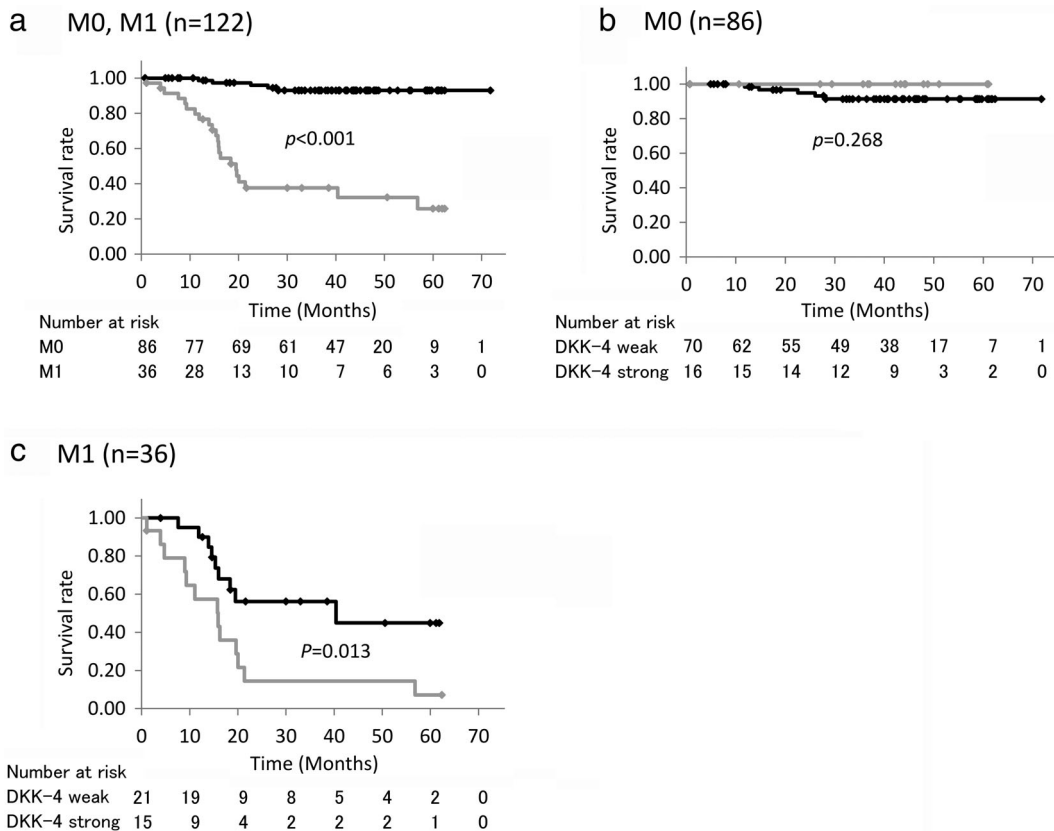 a M0, M1 (n=122)
1.00
0.80
0.60
0.40
0.20
0.00
Survival rate
p<0.001
0 10 20 30 40 50 60 70
Time (Months)
Number at risk
M0 86 77 69 61 47 20 9 1
M1 36 28 13 10 7 6 3 0
b M0 (n=86)
1.00
0.80
0.60
0.40
0.20
0.00
Survival rate
p=0.268
0 10 20 30 40 50 60 70
Time (Months)
Number at risk
DKK-4 weak 70 62 55 49 38 17 7 1
DKK-4 strong 16 15 14 12 9 3 2 0
c M1 (n=36)
1.00
0.80
0.60
0.40
0.20
0.00
Survival rate
P=0.013
0 10 20 30 40 50 60 70
Time (Months)
Number at risk
DKK-4 weak 21 19 9 8 5 4 2 0
DKK-4 strong 15 9 4 2 2 2 1 0